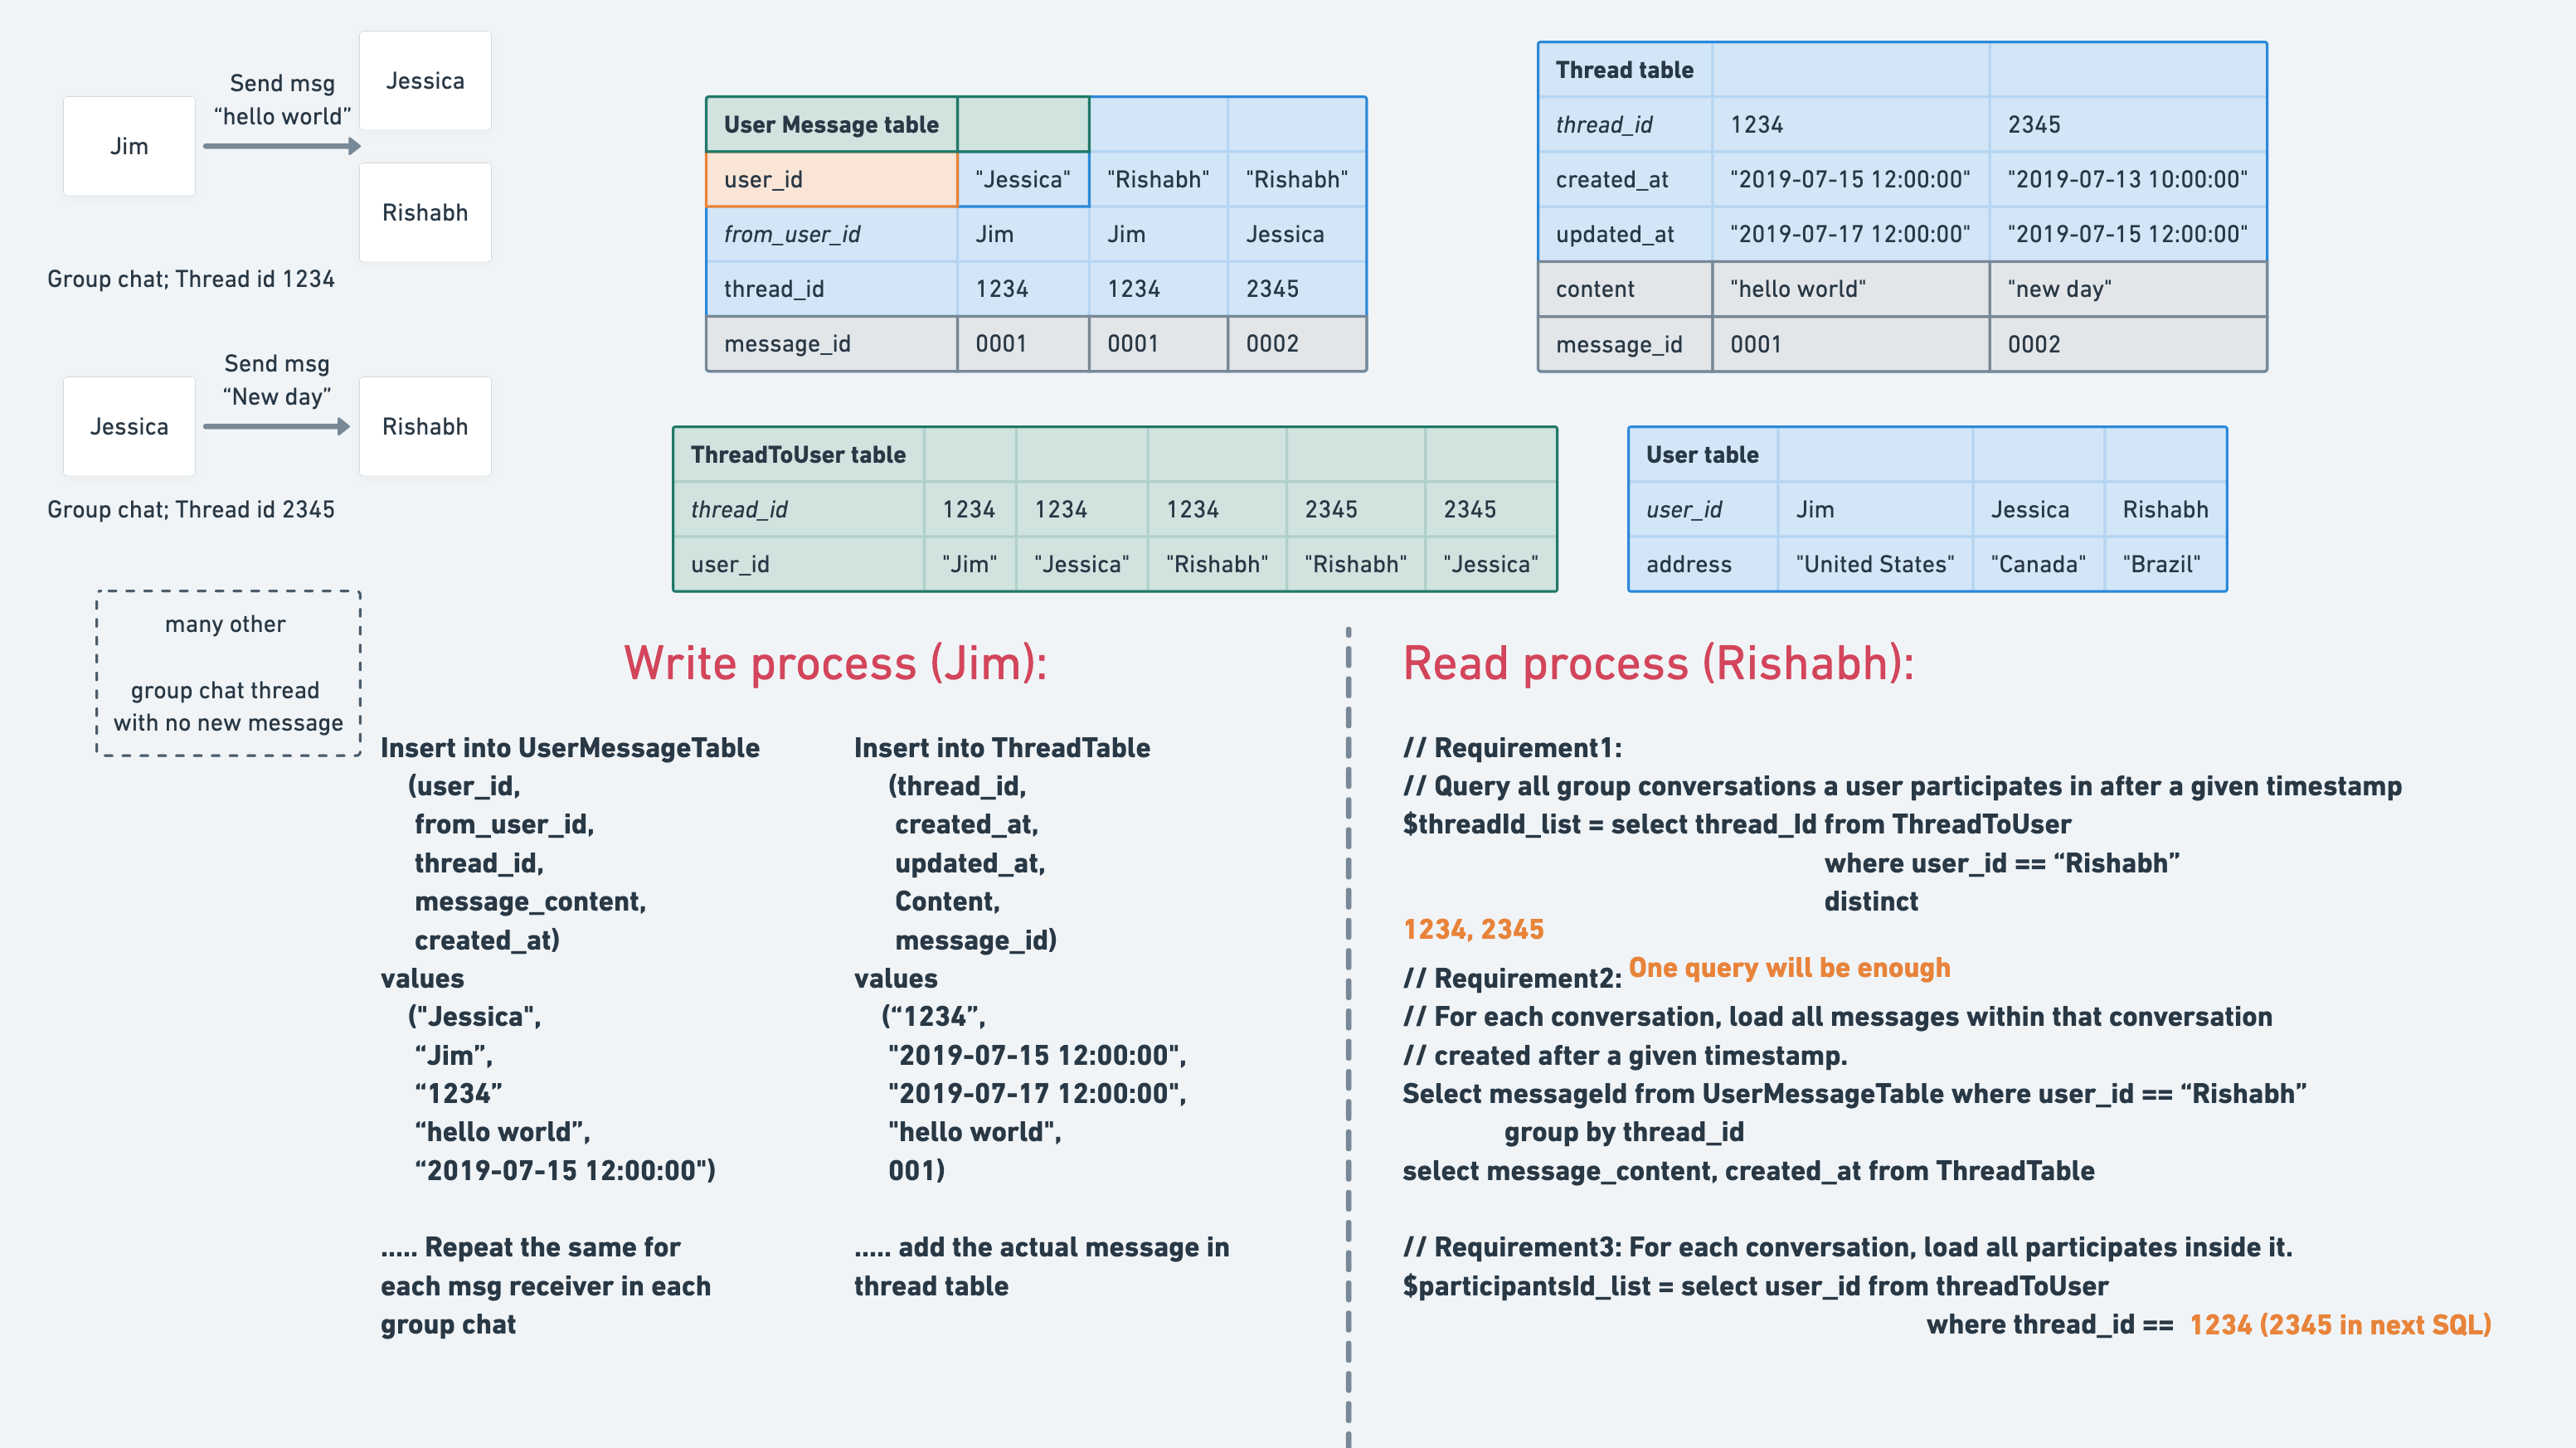 Jim
Send msg
“hello world”
Jessica
Rishabh
Group chat; Thread id 1234
Jessica
Send msg
“New day”
Rishabh
Group chat; Thread id 2345
many other
group chat thread
with no new message
User Message table
user_id "Jessica" "Rishabh" "Rishabh"
from_user_id Jim Jim Jessica
thread_id 1234 1234 2345
message_id 0001 0001 0002
Thread table
thread_id 1234 2345
created_at "2019-07-15 12:00:00" "2019-07-13 10:00:00"
updated_at "2019-07-17 12:00:00" "2019-07-15 12:00:00"
content "hello world" "new day"
message_id 0001 0002
ThreadToUser table
thread_id 1234 1234 1234 2345 2345
user_id "Jim" "Jessica" "Rishabh" "Rishabh" "Jessica"
User table
user_id Jim Jessica Rishabh
address "United States" "Canada" "Brazil"
Write process (Jim):
Insert into UserMessageTable
(user_id,
from_user_id,
thread_id,
message_content,
created_at)
values
("Jessica",
“Jim”,
“1234”
“hello world”,
“2019-07-15 12:00:00")
..... Repeat the same for
each msg receiver in each
group chat
Insert into ThreadTable
(thread_id,
created_at,
updated_at,
Content,
message_id)
values
(“1234”,
"2019-07-15 12:00:00",
"2019-07-17 12:00:00",
"hello world",
001)
..... add the actual message in
thread table
Read process (Rishabh):
// Requirement1:
// Query all group conversations a user participates in after a given timestamp
$threadId_list = select thread_Id from ThreadToUser
where user_id == “Rishabh”
distinct
1234, 2345
// Requirement2: One query will be enough
// For each conversation, load all messages within that conversation
// created after a given timestamp.
Select messageId from UserMessageTable where user_id == “Rishabh”
group by thread_id
select message_content, created_at from ThreadTable
// Requirement3: For each conversation, load all participates inside it.
$participantsId_list = select user_id from threadToUser
where thread_id == 1234 (2345 in next SQL)